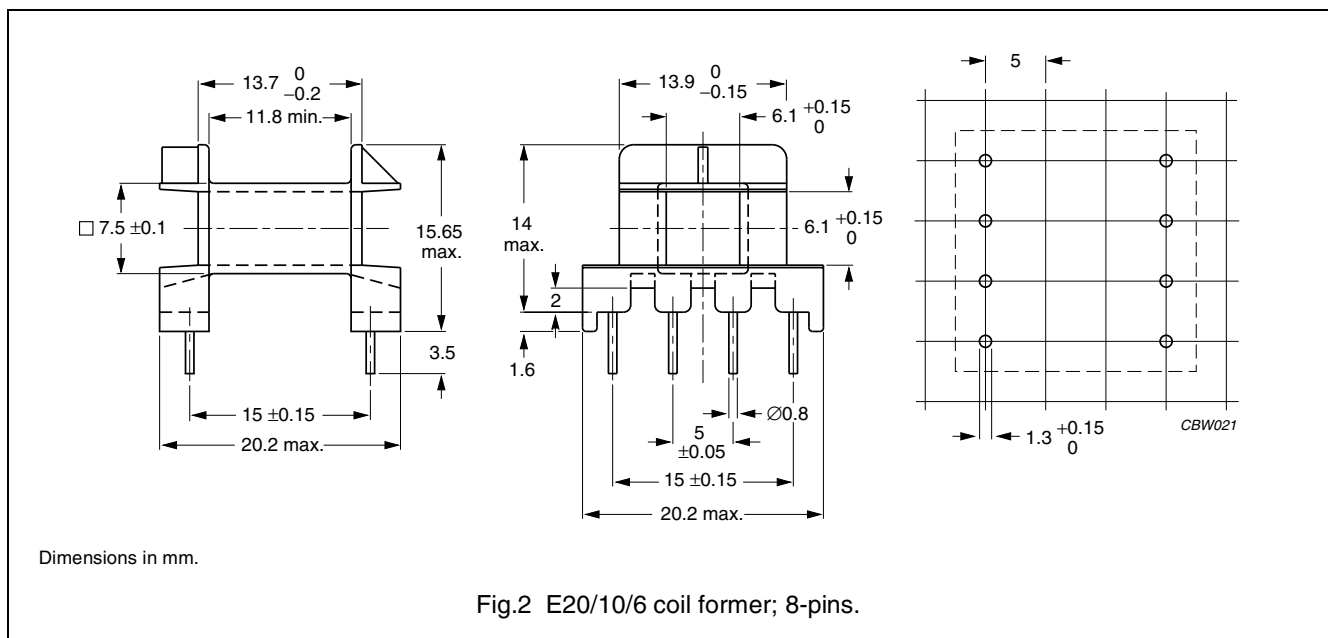 13.7 0 −0.2
11.8 min.
□ 7.5 ±0.1
15.65 max.
3.5
15 ±0.15
20.2 max.
13.9 0 −0.15
6.1 +0.15 0
14 max.
6.1 +0.15 0
2
1.6
∅0.8
5 ±0.05
15 ±0.15
20.2 max.
5
1.3 +0.15 0
CBW021
Dimensions in mm.
Fig.2 E20/10/6 coil former; 8-pins.